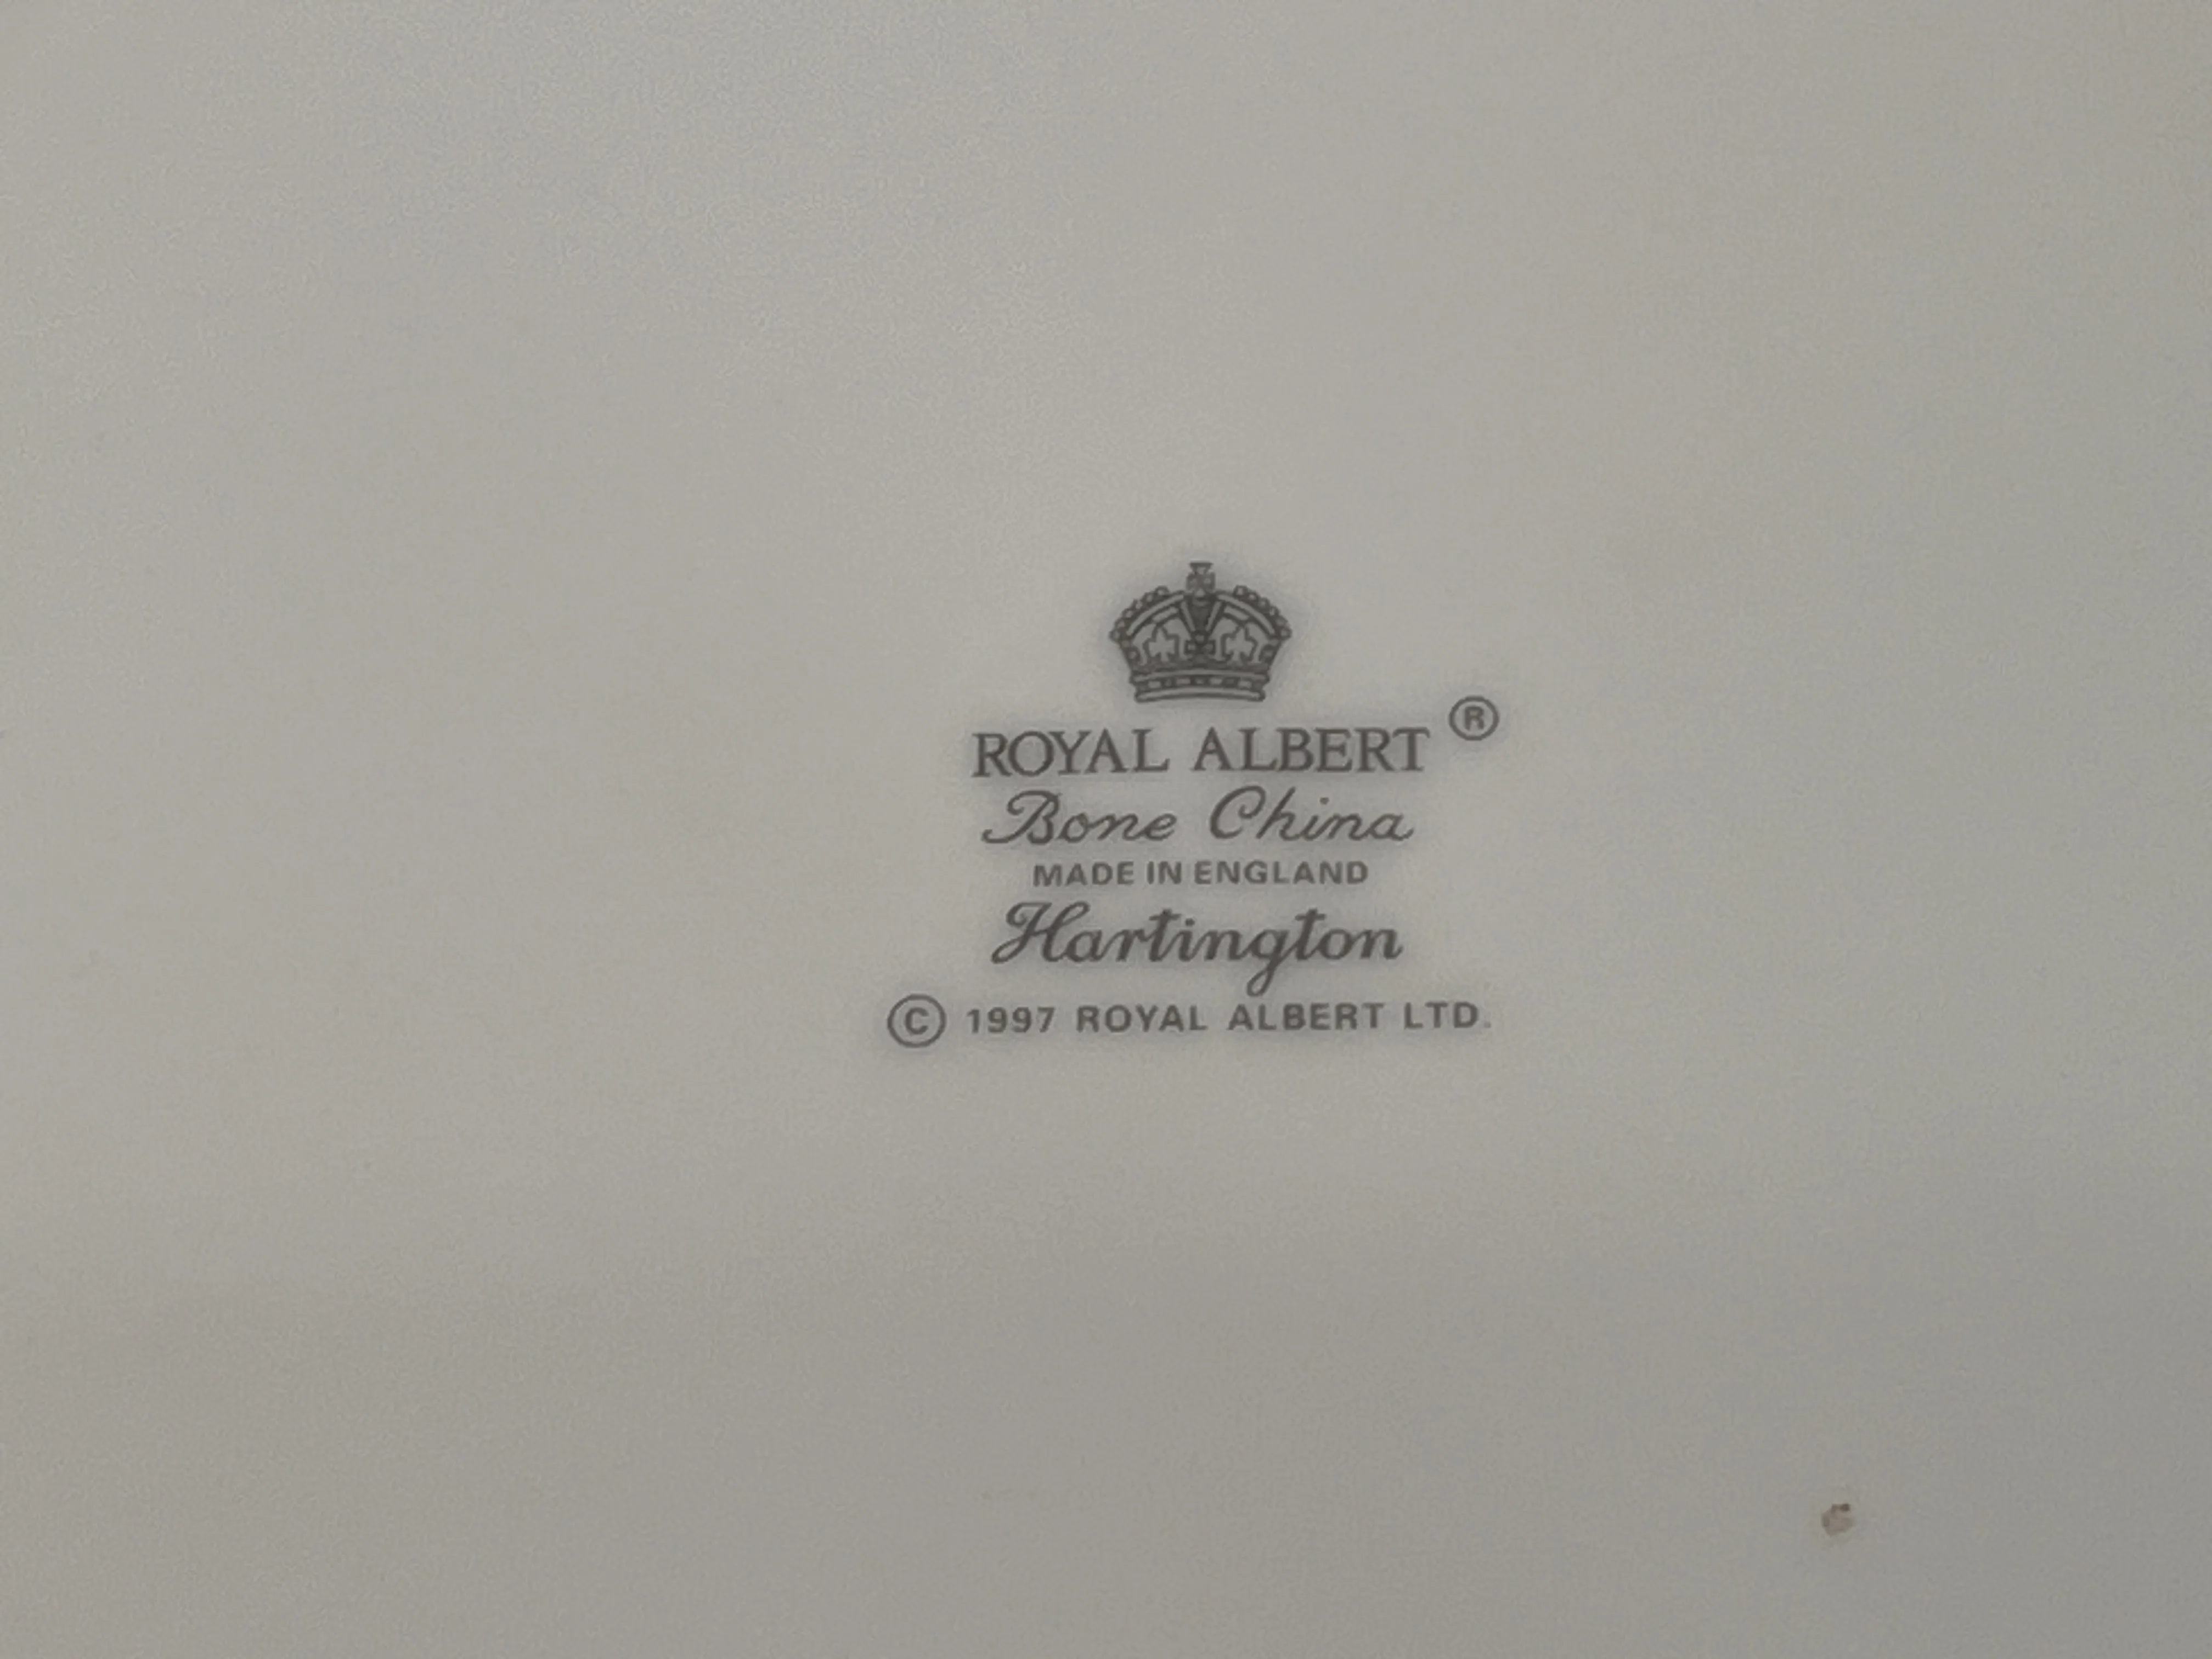 ROYAL ALBERT ®
Bone China
MADE IN ENGLAND
Hartington
© 1997 ROYAL ALBERT LTD.